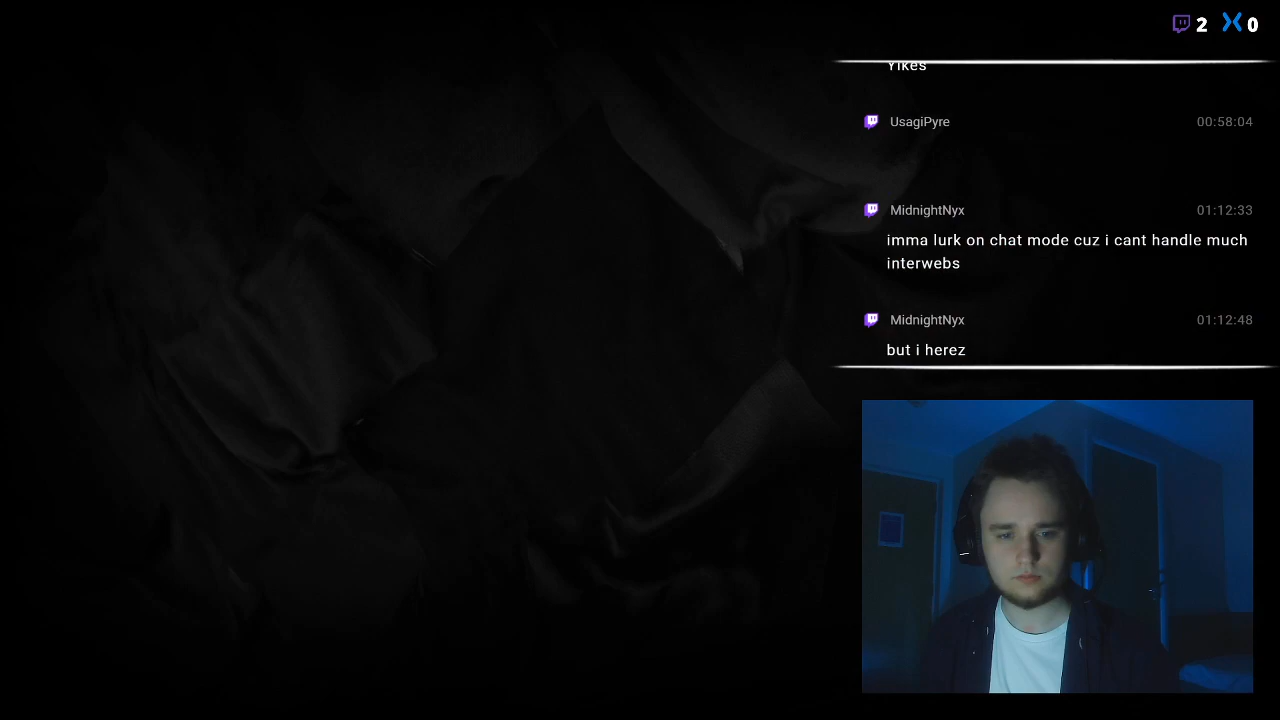 2 0
Yikes
UsagiPyre 00:58:04
MidnightNyx 01:12:33
imma lurk on chat mode cuz i cant handle much
interwebs
MidnightNyx 01:12:48
but i herez